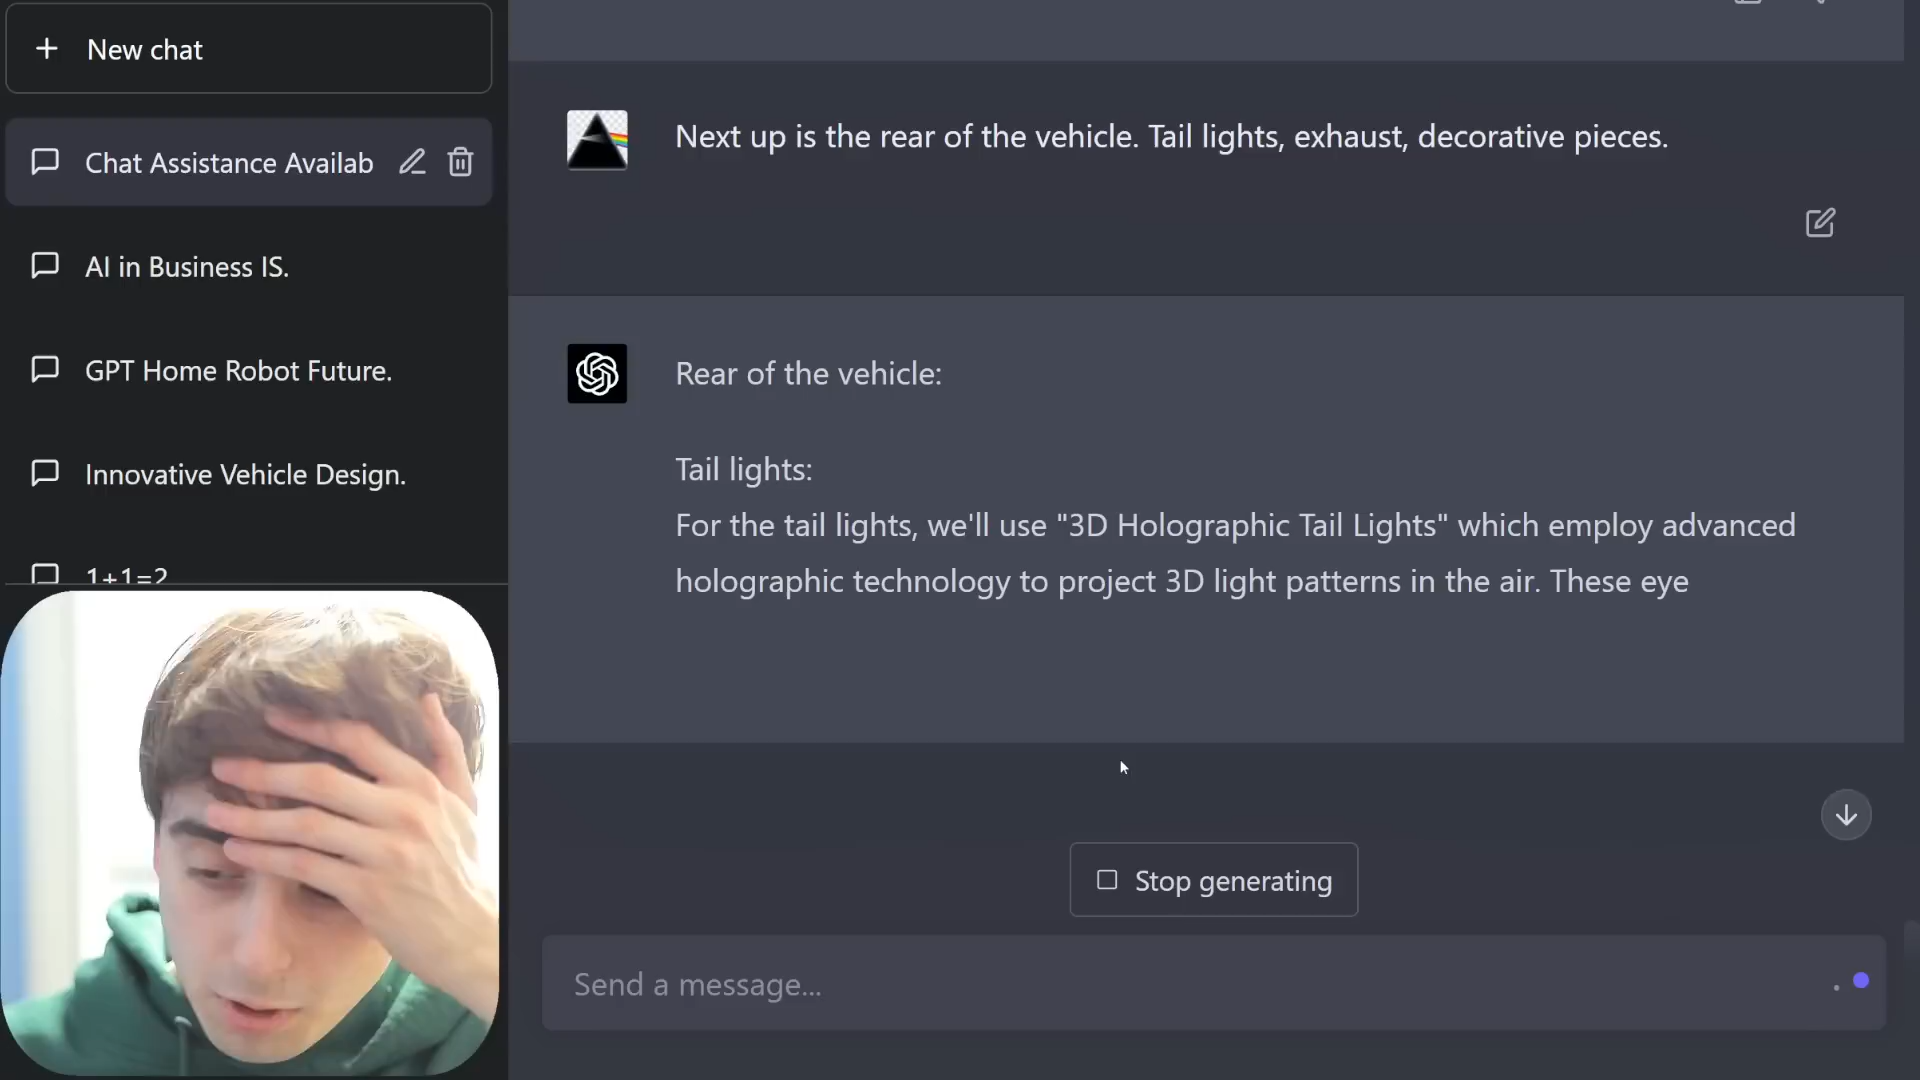 New chat
Chat Assistance Availab
AI in Business IS.
GPT Home Robot Future.
Innovative Vehicle Design.
1+1=2
Next up is the rear of the vehicle. Tail lights, exhaust, decorative pieces.
Rear of the vehicle:
Tail lights:
For the tail lights, we'll use "3D Holographic Tail Lights" which employ advanced
holographic technology to project 3D light patterns in the air. These eye
Stop generating
Send a message...